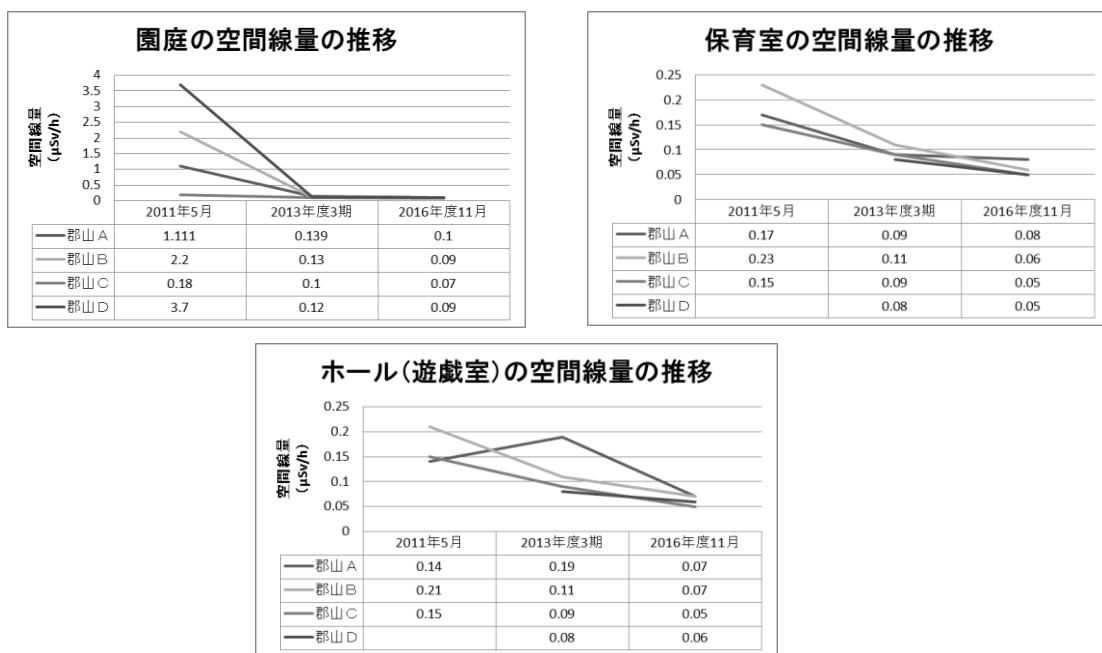 園庭の空間線量の推移
空間線量
(μSv/h)
4
3.5
3
2.5
2
1.5
1
0.5
0
2011年5月 2013年度3期 2016年度11月
郡山A 1.111 0.139 0.1
郡山B 2.2 0.13 0.09
郡山C 0.18 0.1 0.07
郡山D 3.7 0.12 0.09
保育室の空間線量の推移
空間線量
(μSv/h)
0.25
0.2
0.15
0.1
0.05
0
2011年5月 2013年度3期 2016年度11月
郡山A 0.17 0.09 0.08
郡山B 0.23 0.11 0.06
郡山C 0.15 0.09 0.05
郡山D 0.08 0.05
ホール(遊戯室)の空間線量の推移
空間線量
(μSv/h)
0.25
0.2
0.15
0.1
0.05
0
2011年5月 2013年度3期 2016年度11月
郡山A 0.14 0.19 0.07
郡山B 0.21 0.11 0.07
郡山C 0.15 0.09 0.05
郡山D 0.08 0.06